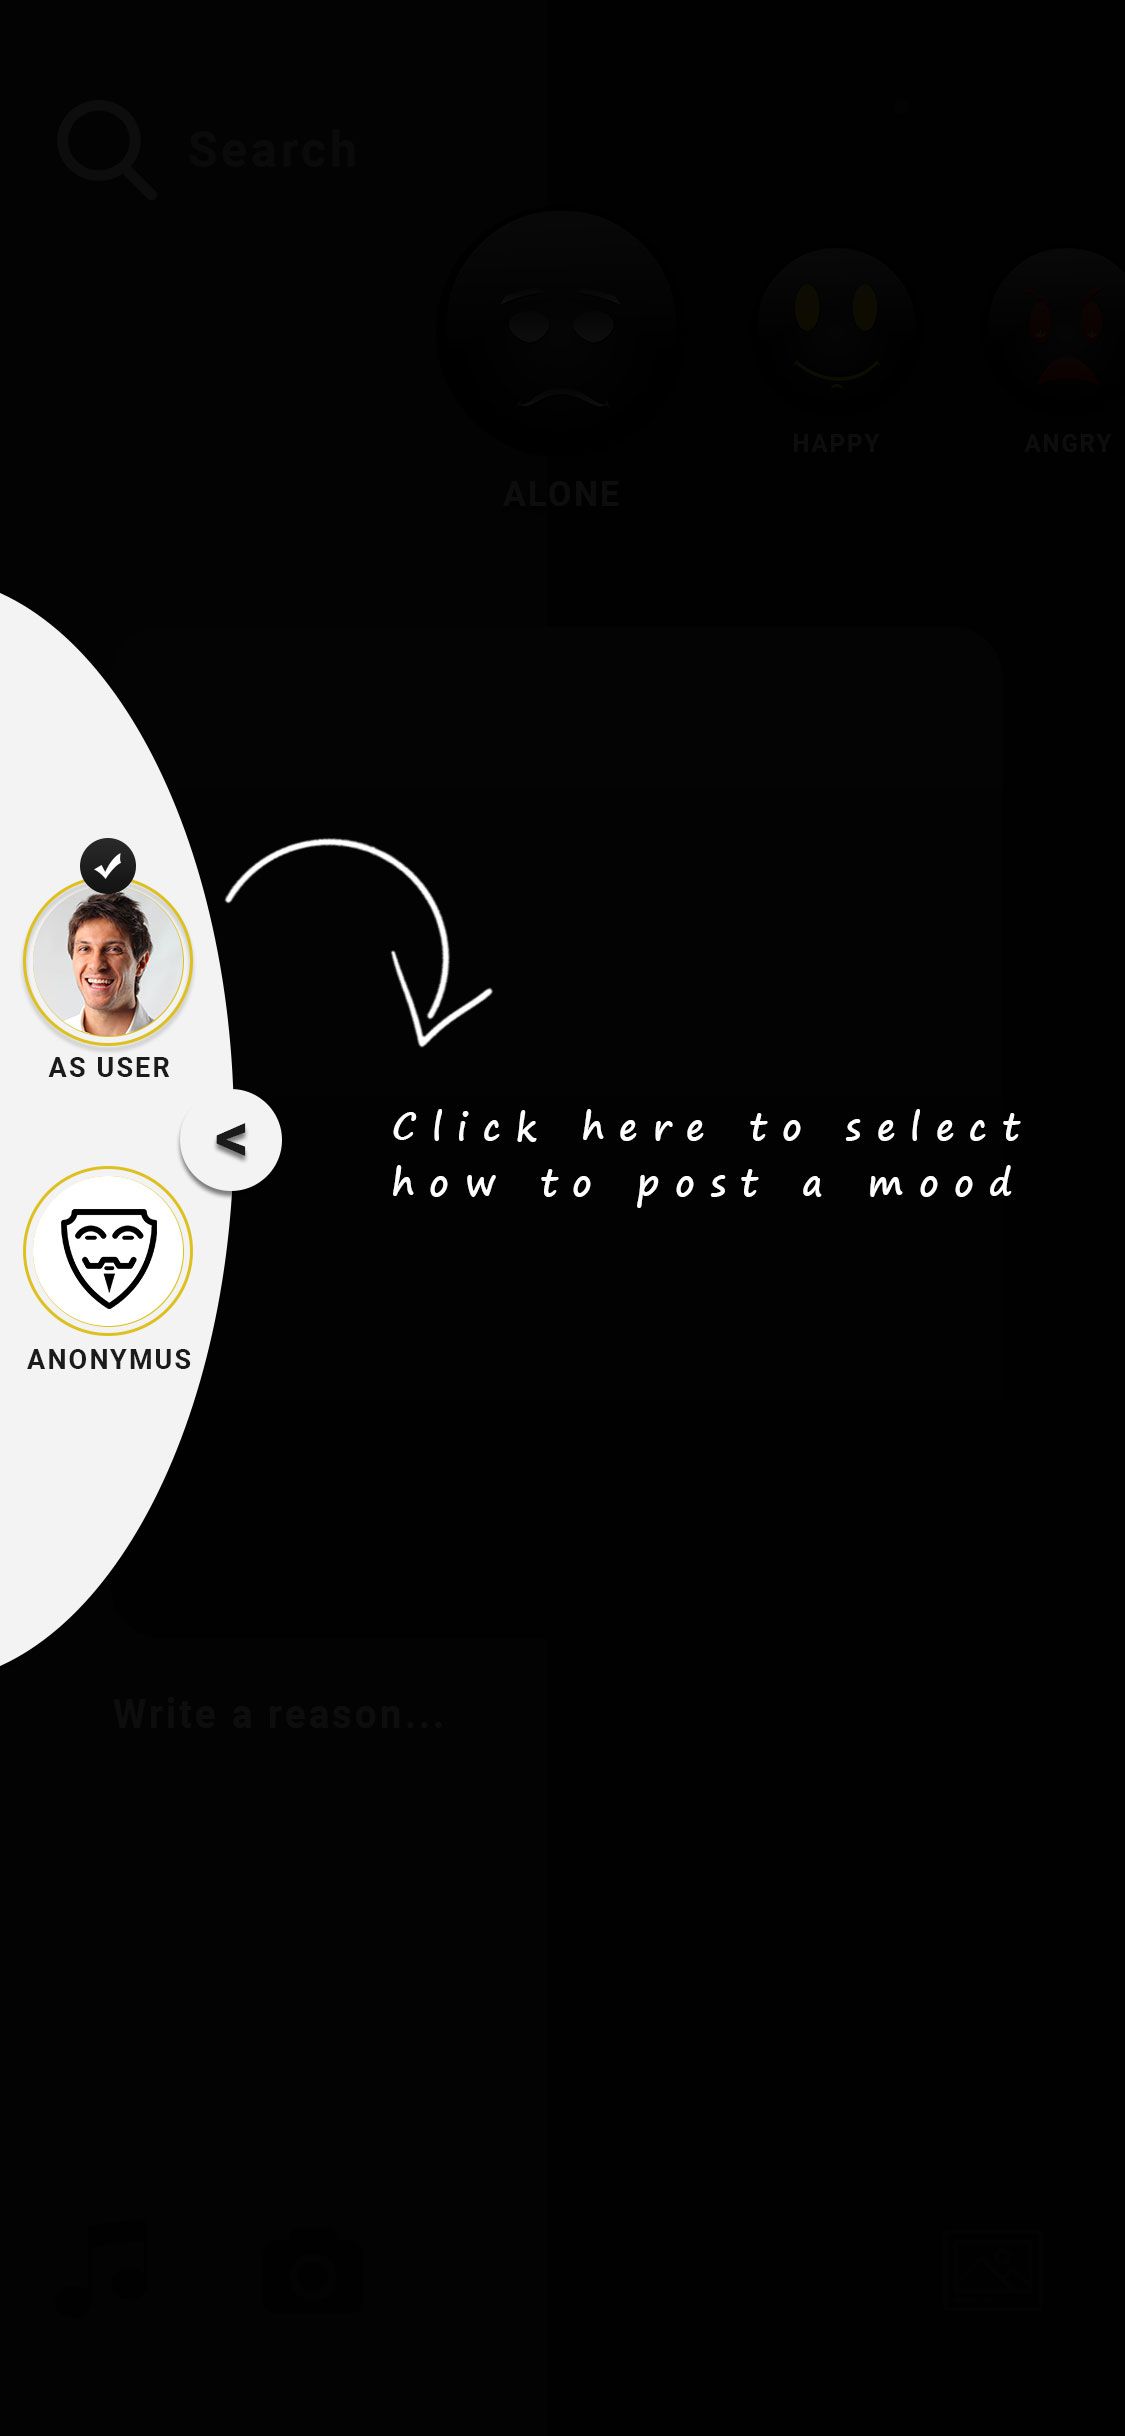 Search
HAPPY
ANGRY
ALONE
AS USER
<
Click here to select
how to post a mood
ANONYMUS
Write a reason...